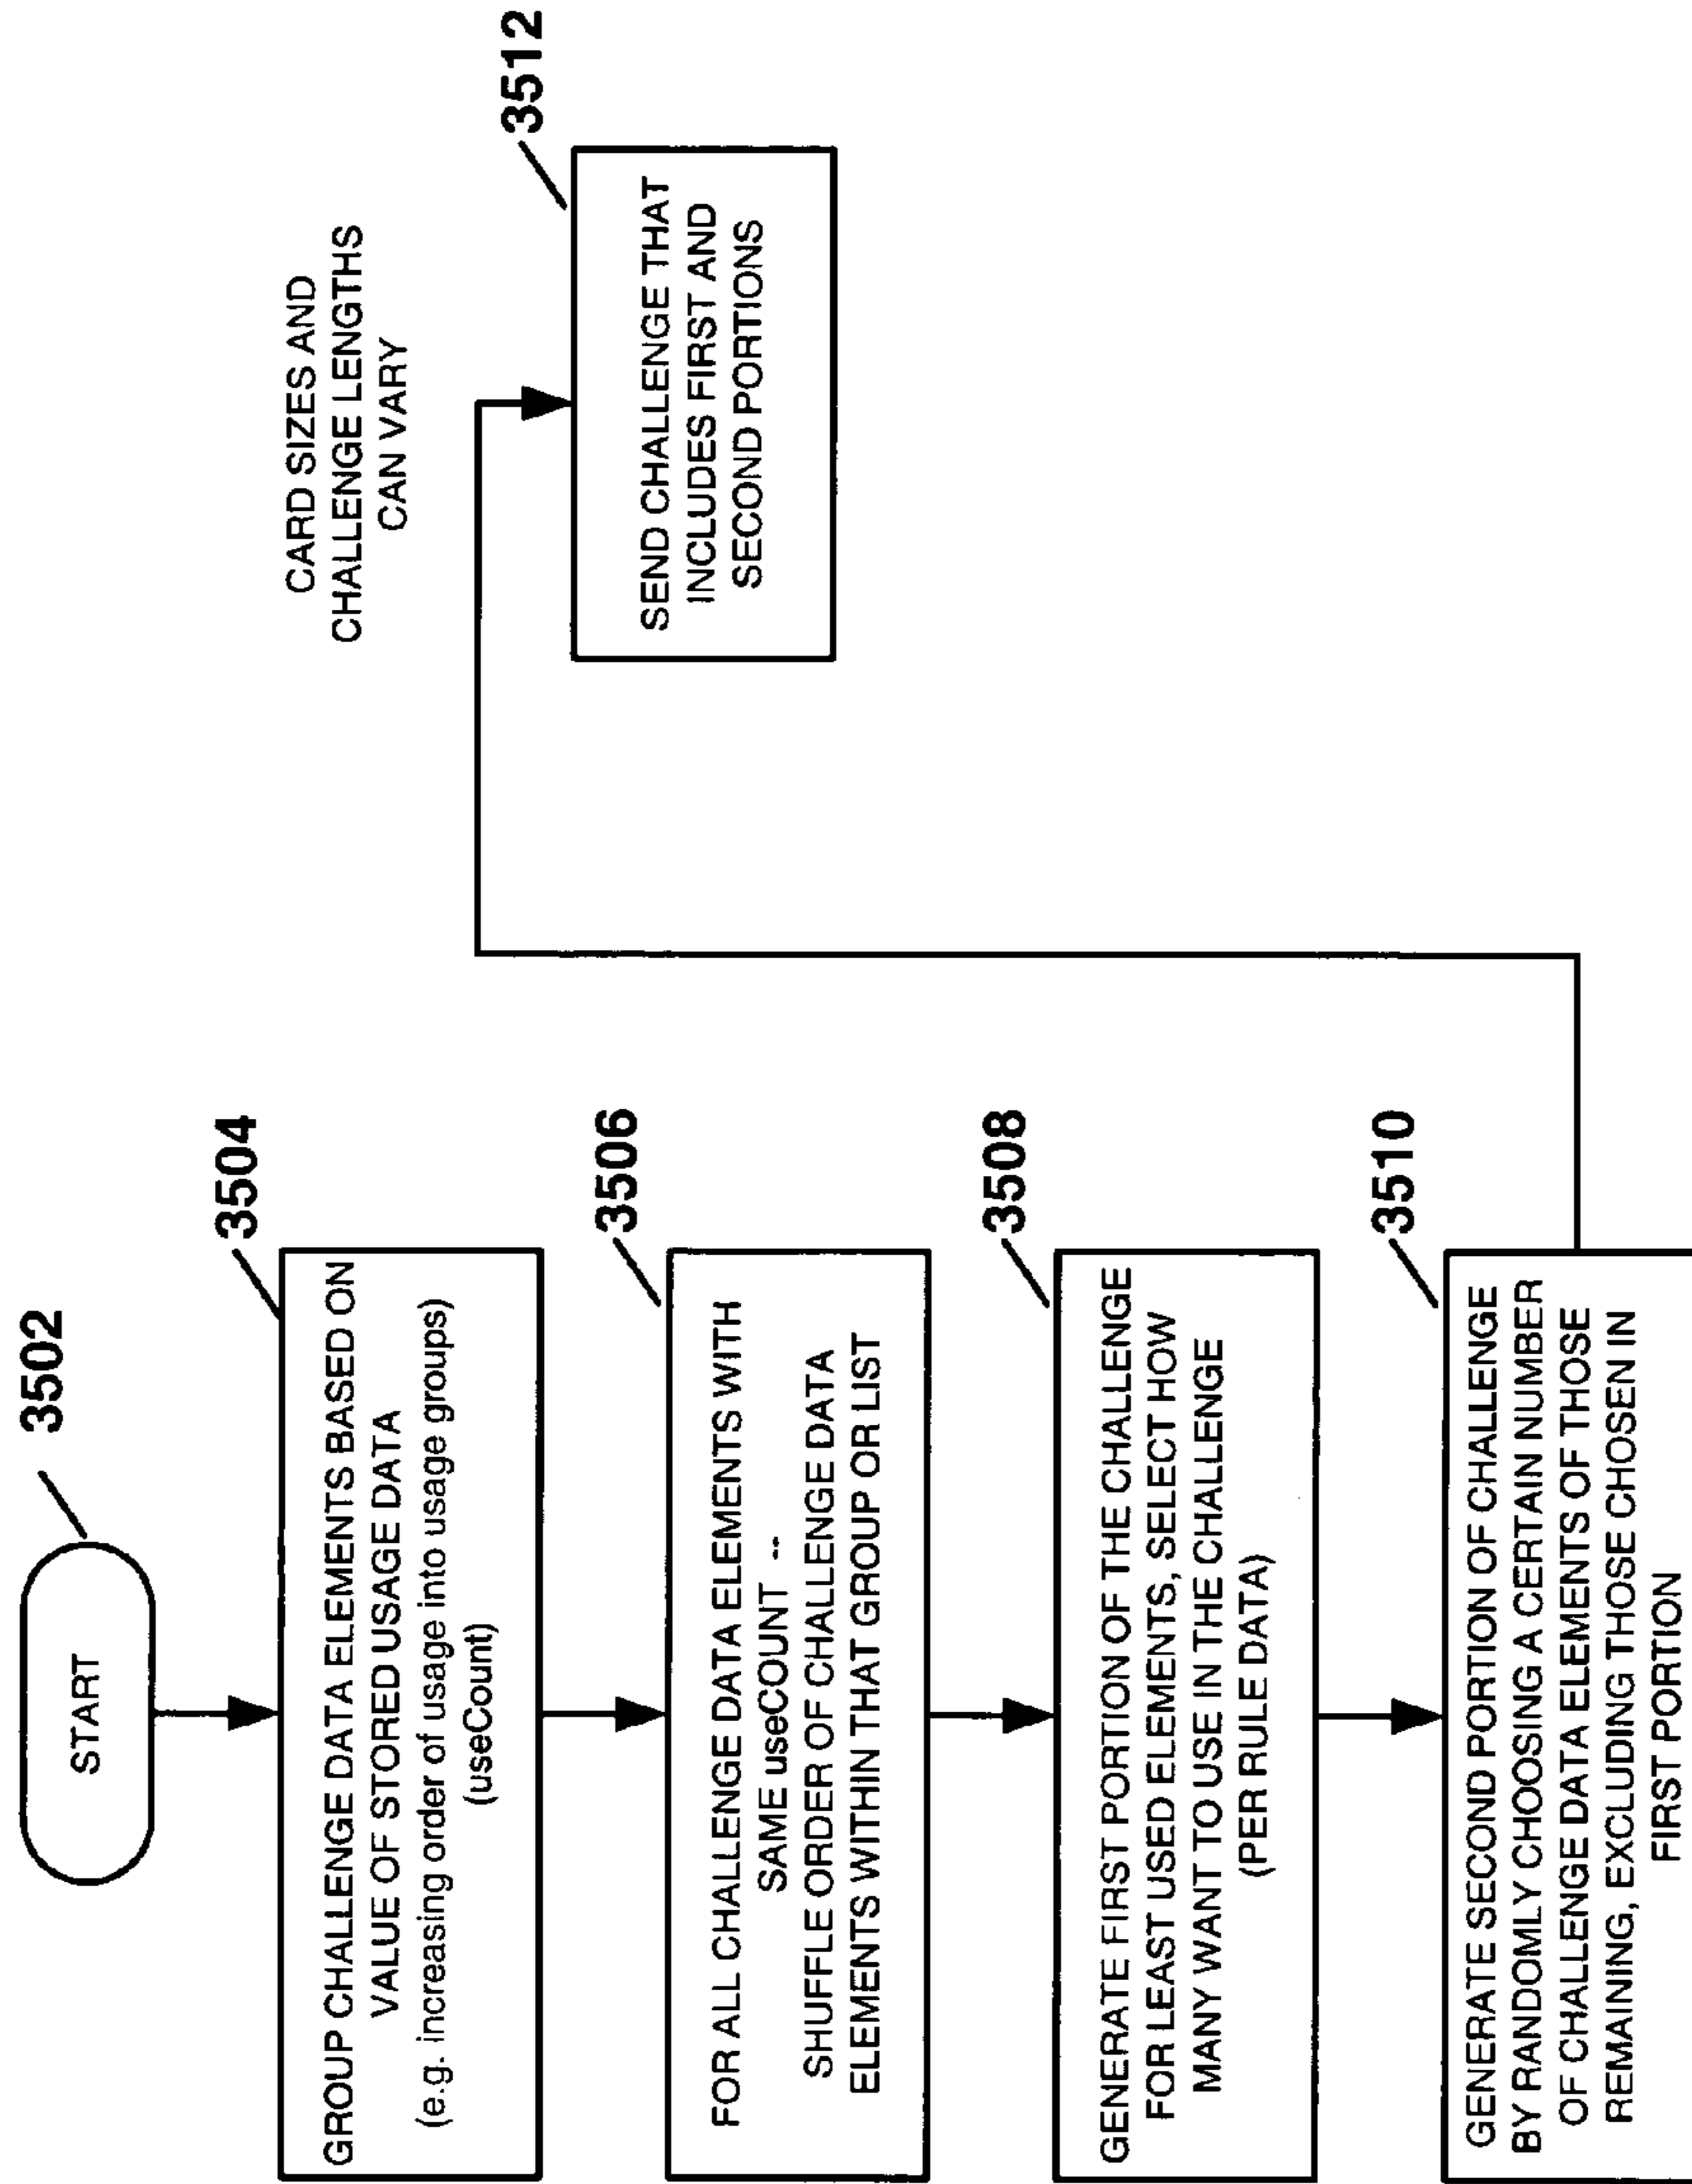 3502
START
3504
GROUP CHALLENGE DATA ELEMENTS BASED ON
VALUE OF STORED USAGE DATA
(e.g. increasing order of usage into usage groups)
(useCount)
3506
FOR ALL CHALLENGE DATA ELEMENTS WITH
SAME useCOUNT --
SHUFFLE ORDER OF CHALLENGE DATA
ELEMENTS WITHIN THAT GROUP OR LIST
3508
GENERATE FIRST PORTION OF THE CHALLENGE
FOR LEAST USED ELEMENTS, SELECT HOW
MANY WANT TO USE IN THE CHALLENGE
(PER RULE DATA)
3510
GENERATE SECOND PORTION OF CHALLENGE
BY RANDOMLY CHOOSING A CERTAIN NUMBER
OF CHALLENGE DATA ELEMENTS OF THOSE
REMAINING, EXCLUDING THOSE CHOSEN IN
FIRST PORTION
CARD SIZES AND
CHALLENGE LENGTHS
CAN VARY
3512
SEND CHALLENGE THAT
INCLUDES FIRST AND
SECOND PORTIONS